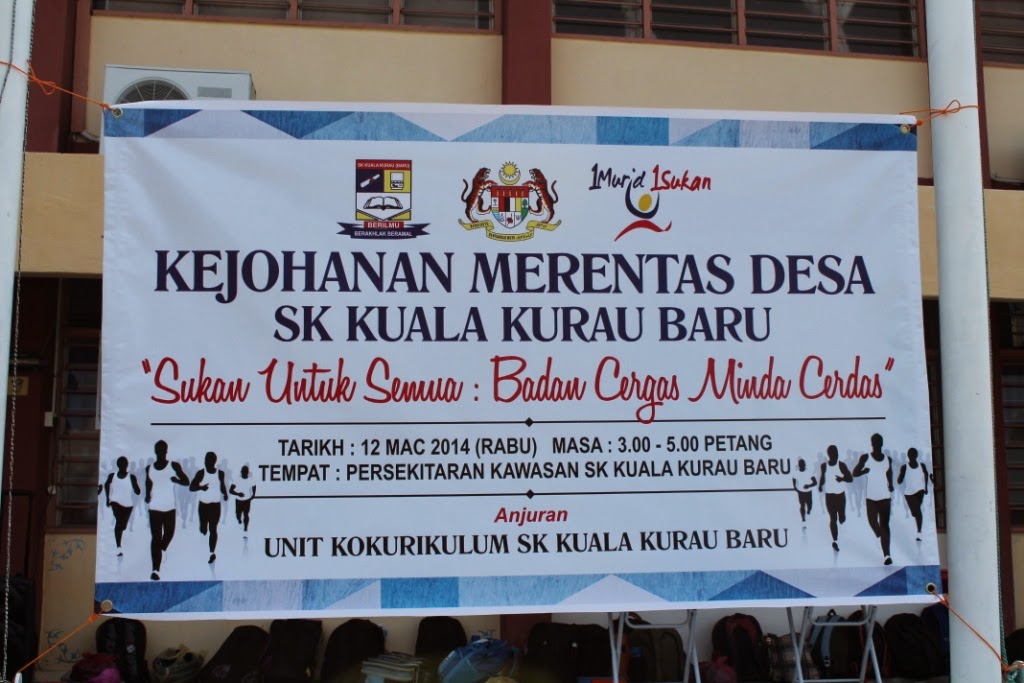 SK KUALA KURAU (BARU)
BERILMU
BERAKHLAK BERAMAL
1Murid 1Sukan
KEJOHANAN MERENTAS DESA
SK KUALA KURAU BARU
"Sukan Untuk Semua : Badan Cergas Minda Cerdas"
TARIKH : 12 MAC 2014 (RABU) MASA : 3.00 - 5.00 PETANG
TEMPAT : PERSEKITARAN KAWASAN SK KUALA KURAU BARU
Anjuran
UNIT KOKURIKULUM SK KUALA KURAU BARU